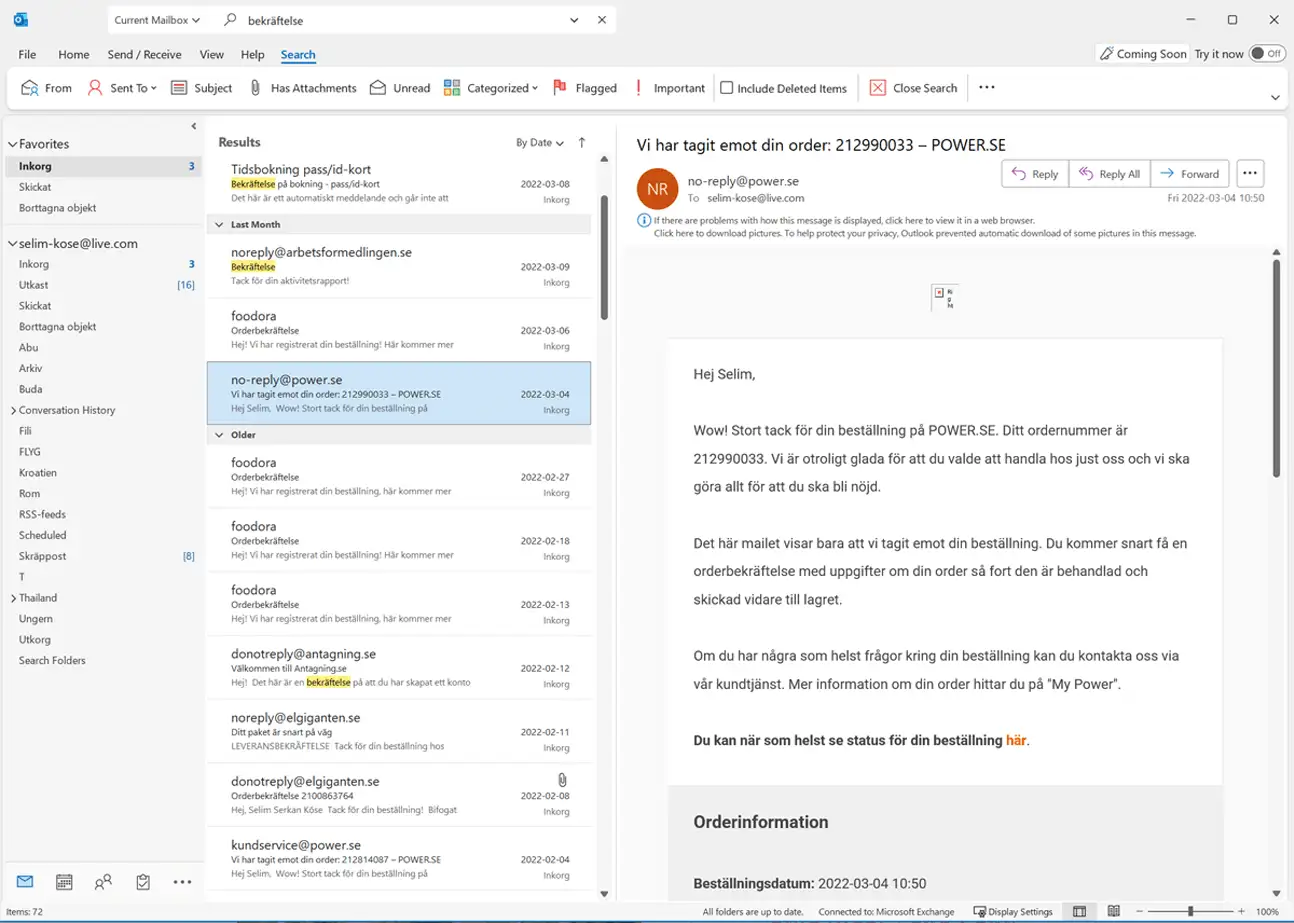 Current Mailbox
bekräftelse
File Home Send / Receive View Help Search
Coming Soon Try it now Off
From Sent To Subject Has Attachments Unread Categorized Flagged Important Include Deleted Items Close Search
Favorites
Inkorg 3
Skickat
Borttagna objekt
selim-kose@live.com
Inkorg 3
Utkast [16]
Skickat
Borttagna objekt
Abu
Arkiv
Buda
Conversation History
Fili
FLYG
Kroatien
Rom
RSS-feeds
Scheduled
Skräppost [8]
T
Thailand
Ungern
Utkorg
Search Folders
Items: 72
Results By Date
Tidsbokning pass/id-kort
Bekräftelse på bokning - pass/id-kort 2022-03-08
Det här är ett automatiskt meddelande och går inte att Inkorg
Last Month
noreply@arbetsformedlingen.se
Bekräftelse 2022-03-09
Tack för din aktivitetsrapport! Inkorg
foodora
Orderbekräftelse 2022-03-06
Hej! Vi har registrerat din beställning! Här kommer mer Inkorg
no-reply@power.se
Vi har tagit emot din order: 212990033 – POWER.SE 2022-03-04
Hej Selim, Wow! Stort tack för din beställning på Inkorg
Older
foodora
Orderbekräftelse 2022-02-27
Hej! Vi har registrerat din beställning, här kommer mer Inkorg
foodora
Orderbekräftelse 2022-02-18
Hej! Vi har registrerat din beställning! Här kommer mer Inkorg
foodora
Orderbekräftelse 2022-02-13
Hej! Vi har registrerat din beställning, här kommer mer Inkorg
donotreply@antagning.se
Välkommen till Antagning.se 2022-02-12
Hej! Det här är en bekräftelse på att du har skapat ett konto Inkorg
noreply@elgiganten.se
Ditt paket är snart på väg 2022-02-11
LEVERANSBEKRÄFTELSE Tack för din beställning hos Inkorg
donotreply@elgiganten.se
Orderbekräftelse 2100863764 2022-02-08
Hej, Selim Serkan Köse Tack för din beställning! Bifogat Inkorg
kundservice@power.se
Vi har tagit emot din order: 212814087 – POWER.SE 2022-02-04
Hej Selim, Wow! Stort tack för din beställning på Inkorg
Vi har tagit emot din order: 212990033 – POWER.SE
NR
no-reply@power.se
To selim-kose@live.com
Reply Reply All Forward
Fri 2022-03-04 10:50
If there are problems with how this message is displayed, click here to view it in a web browser.
Click here to download pictures. To help protect your privacy, Outlook prevented automatic download of some pictures in this message.
Hej Selim,
Wow! Stort tack för din beställning på POWER.SE. Ditt ordernummer är
212990033. Vi är otroligt glada för att du valde att handla hos just oss och vi ska
göra allt för att du ska bli nöjd.
Det här mailet visar bara att vi tagit emot din beställning. Du kommer snart få en
orderbekräftelse med uppgifter om din order så fort den är behandlad och
skickad vidare till lagret.
Om du har några som helst frågor kring din beställning kan du kontakta oss via
vår kundtjänst. Mer information om din order hittar du på "My Power".
Du kan när som helst se status för din beställning här.
Orderinformation
Beställningsdatum: 2022-03-04 10:50
All folders are up to date. Connected to: Microsoft Exchange Display Settings 100%